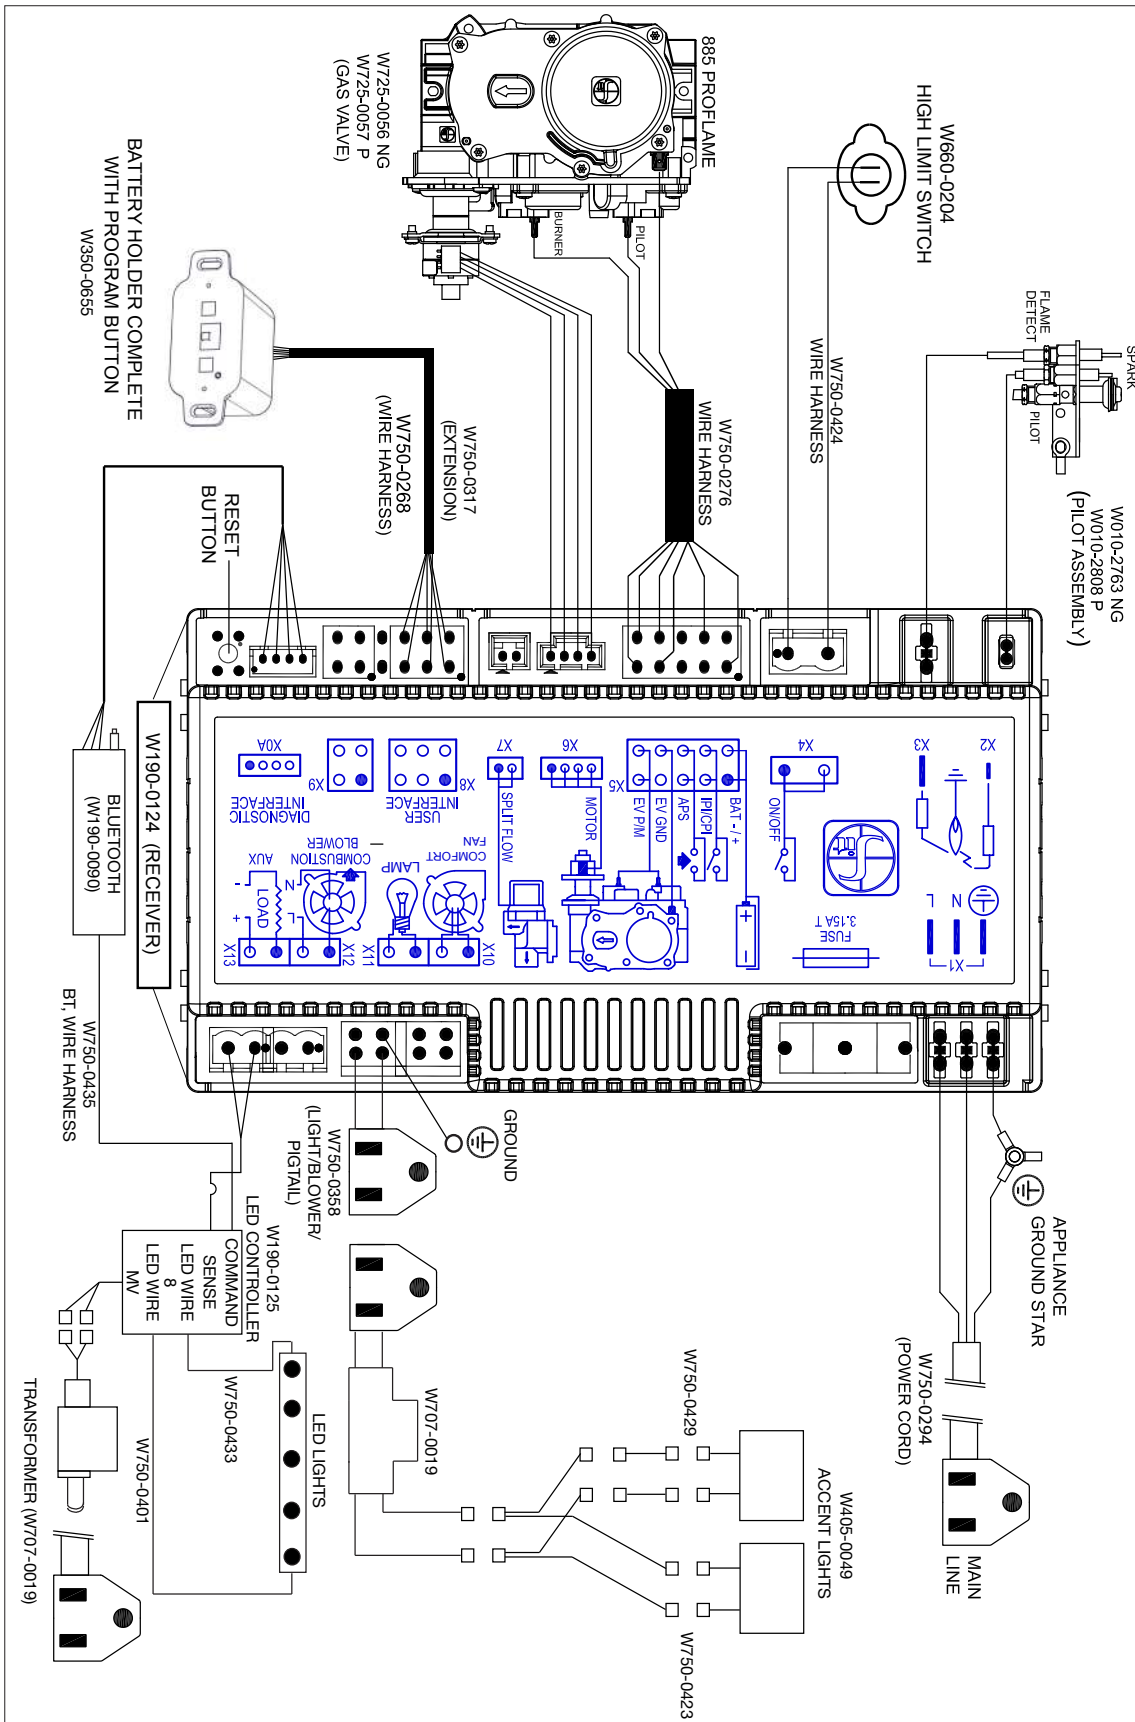 885 PROFLAME
W725-0056 NG
W725-0057 P
(GAS VALVE)
BURNER
PILOT
W660-0204
HIGH LIMIT SWITCH
SPARK
FLAME
DETECT
PILOT
W010-2763 NG
W010-2808 P
(PILOT ASSEMBLY)
BATTERY HOLDER COMPLETE
WITH PROGRAM BUTTON
W350-0655
W750-0317
(EXTENSION)
W750-0268
(WIRE HARNESS)
W750-0276
WIRE HARNESS
W750-0424
WIRE HARNESS
RESET
BUTTON
W190-0124 (RECEIVER)
BLUETOOTH
(W190-0090)
X0A
DIAGNOSTIC
INTERFACE
X9
X8
USER
INTERFACE
X7
SPLIT FLOW
X6
MOTOR
X5
EV P/M
EV GND
APS
IPI/CPI
BAT - / +
X4
ON/OFF
X3
X2
FUSE
3.15A T
L
N
X1
AUX
LOAD
-
+
X13
COMBUSTION
BLOWER
N
L
X12
LAMP
X11
COMFORT
FAN
X10
W750-0435
BT, WIRE HARNESS
W750-0358
(LIGHT/BLOWER/
PIGTAIL)
GROUND
APPLIANCE
GROUND STAR
W750-0294
(POWER CORD)
MAIN
LINE
W190-0125
LED CONTROLLER
COMMAND
SENSE
LED WIRE
8
LED WIRE
MV
W750-0433
W750-0401
LED LIGHTS
TRANSFORMER (W707-0019)
W707-0019
W750-0429
W405-0049
ACCENT LIGHTS
W750-0423